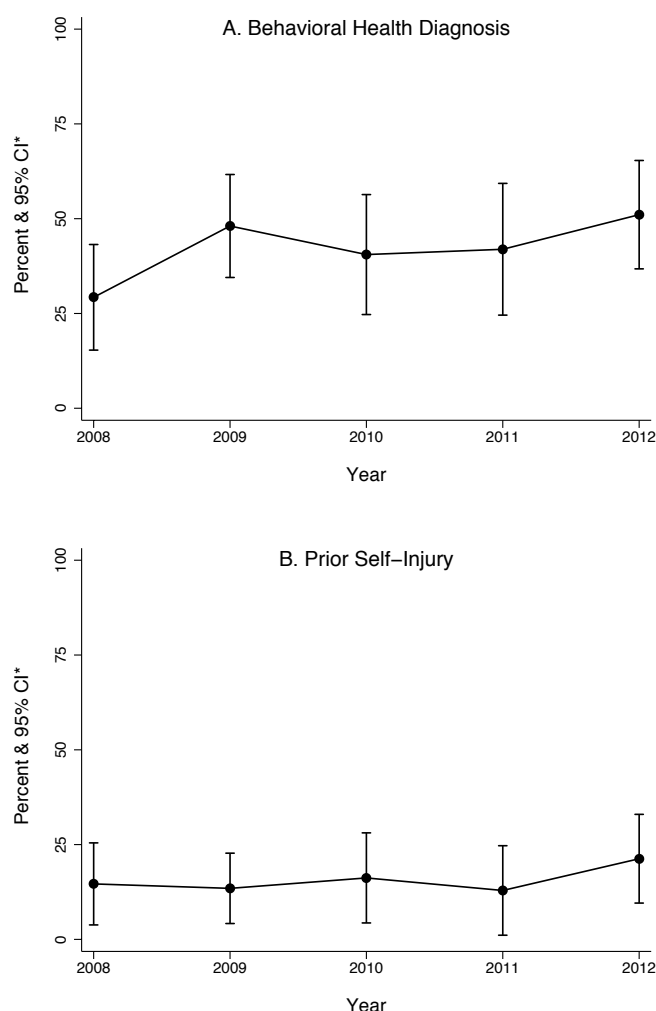 A. Behavioral Health Diagnosis
100
75
50
25
0
Percent & 95% CI*
2008 2009 2010 2011 2012
Year
B. Prior Self−Injury
100
75
50
25
0
Percent & 95% CI*
2008 2009 2010 2011 2012
Year